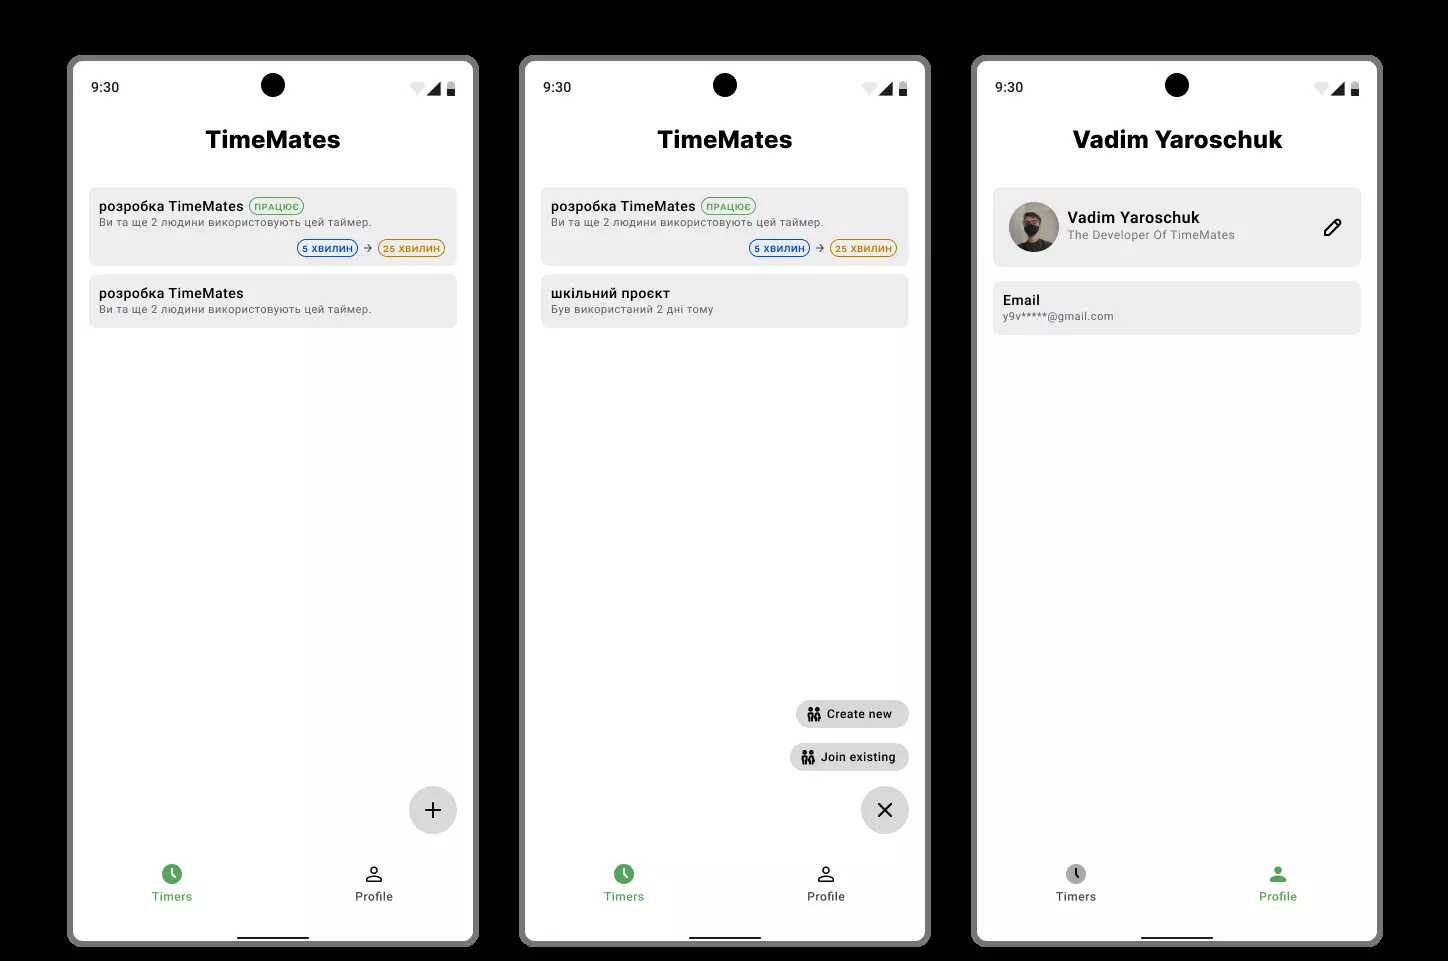 9:30
TimeMates
розробка TimeMates ПРАЦЮЄ
Ви та ще 2 людини використовують цей таймер.
5 ХВИЛИН → 25 ХВИЛИН
розробка TimeMates
Ви та ще 2 людини використовують цей таймер.
Timers
Profile
9:30
TimeMates
розробка TimeMates ПРАЦЮЄ
Ви та ще 2 людини використовують цей таймер.
5 ХВИЛИН → 25 ХВИЛИН
шкільний проєкт
Був використаний 2 дні тому
Create new
Join existing
Timers
Profile
9:30
Vadim Yaroschuk
Vadim Yaroschuk
The Developer Of TimeMates
Email
y9v*****@gmail.com
Timers
Profile